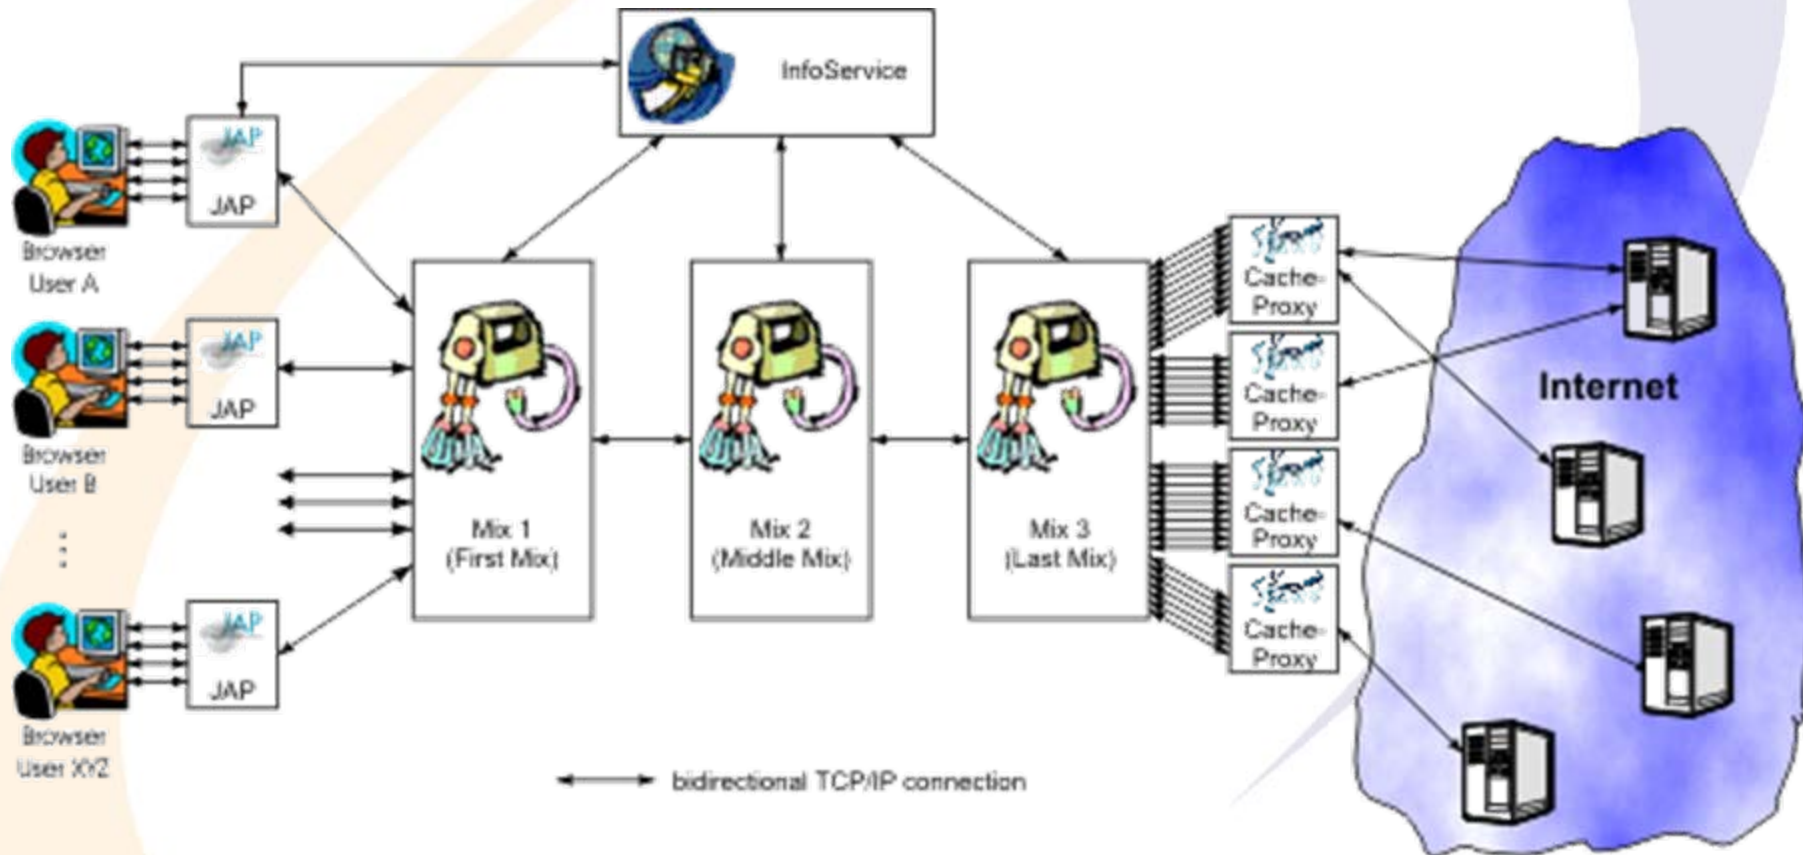 InfoService
JAP
JAP
Browser
User A
JAP
JAP
Browser
User B
JAP
JAP
Browser
User XYZ
Mix 1
(First Mix)
Mix 2
(Middle Mix)
Mix 3
(Last Mix)
Cache-
Proxy
Cache-
Proxy
Cache-
Proxy
Cache-
Proxy
Internet
bidirectional TCP/IP connection